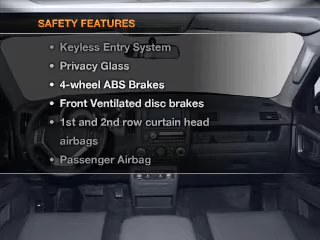 SAFETY FEATURES
• Keyless Entry System
• Privacy Glass
• 4-wheel ABS Brakes
• Front Ventilated disc brakes
• 1st and 2nd row curtain head
airbags
• Passenger Airbag